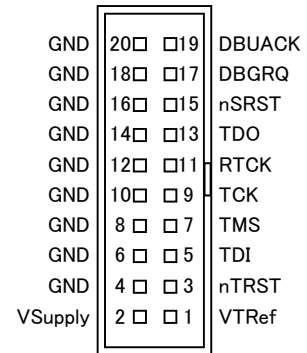 GND 20 19 DBUACK
GND 18 17 DBGRQ
GND 16 15 nSRST
GND 14 13 TDO
GND 12 11 RTCK
GND 10 9 TCK
GND 8 7 TMS
GND 6 5 TDI
GND 4 3 nTRST
VSupply 2 1 VTRef